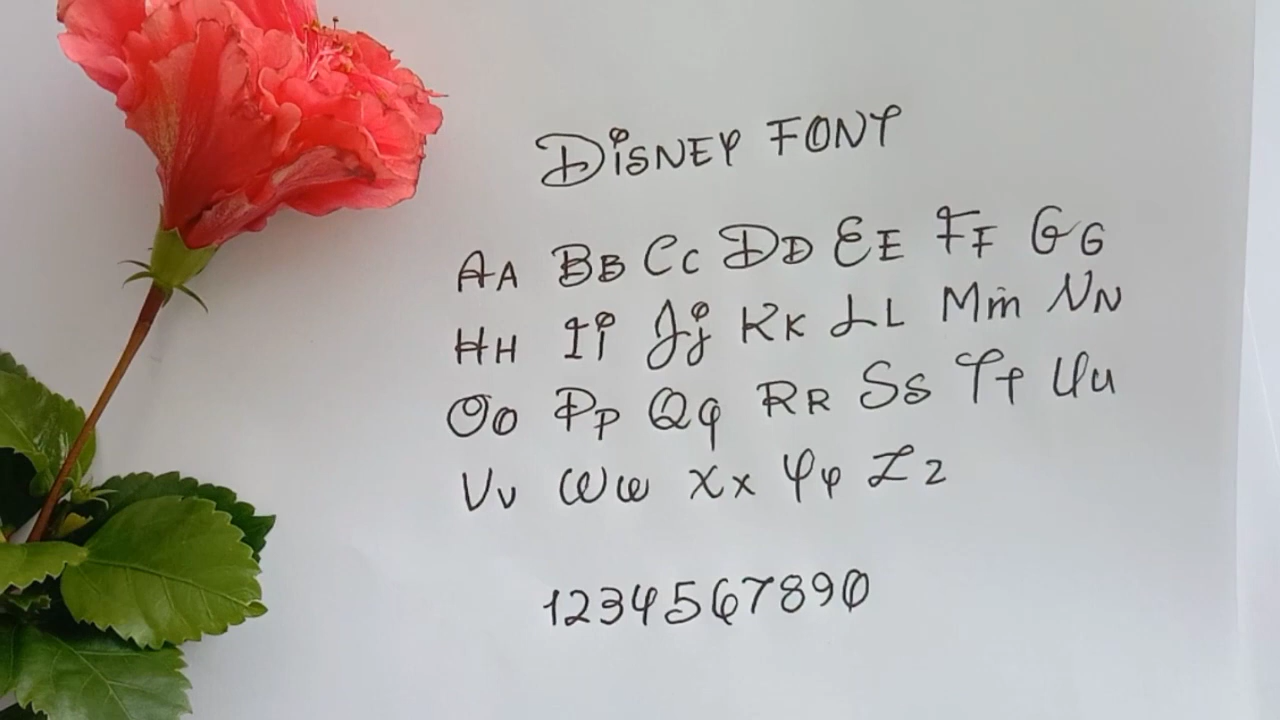 Disney Font
Aa Bb Cc Dd Ee Ff Gg
Hh Ii Jj Kk Ll Mm Nn
Oo Pp Qq Rr Ss Tt Uu
Vv Ww Xx Yy Zz
1234567890